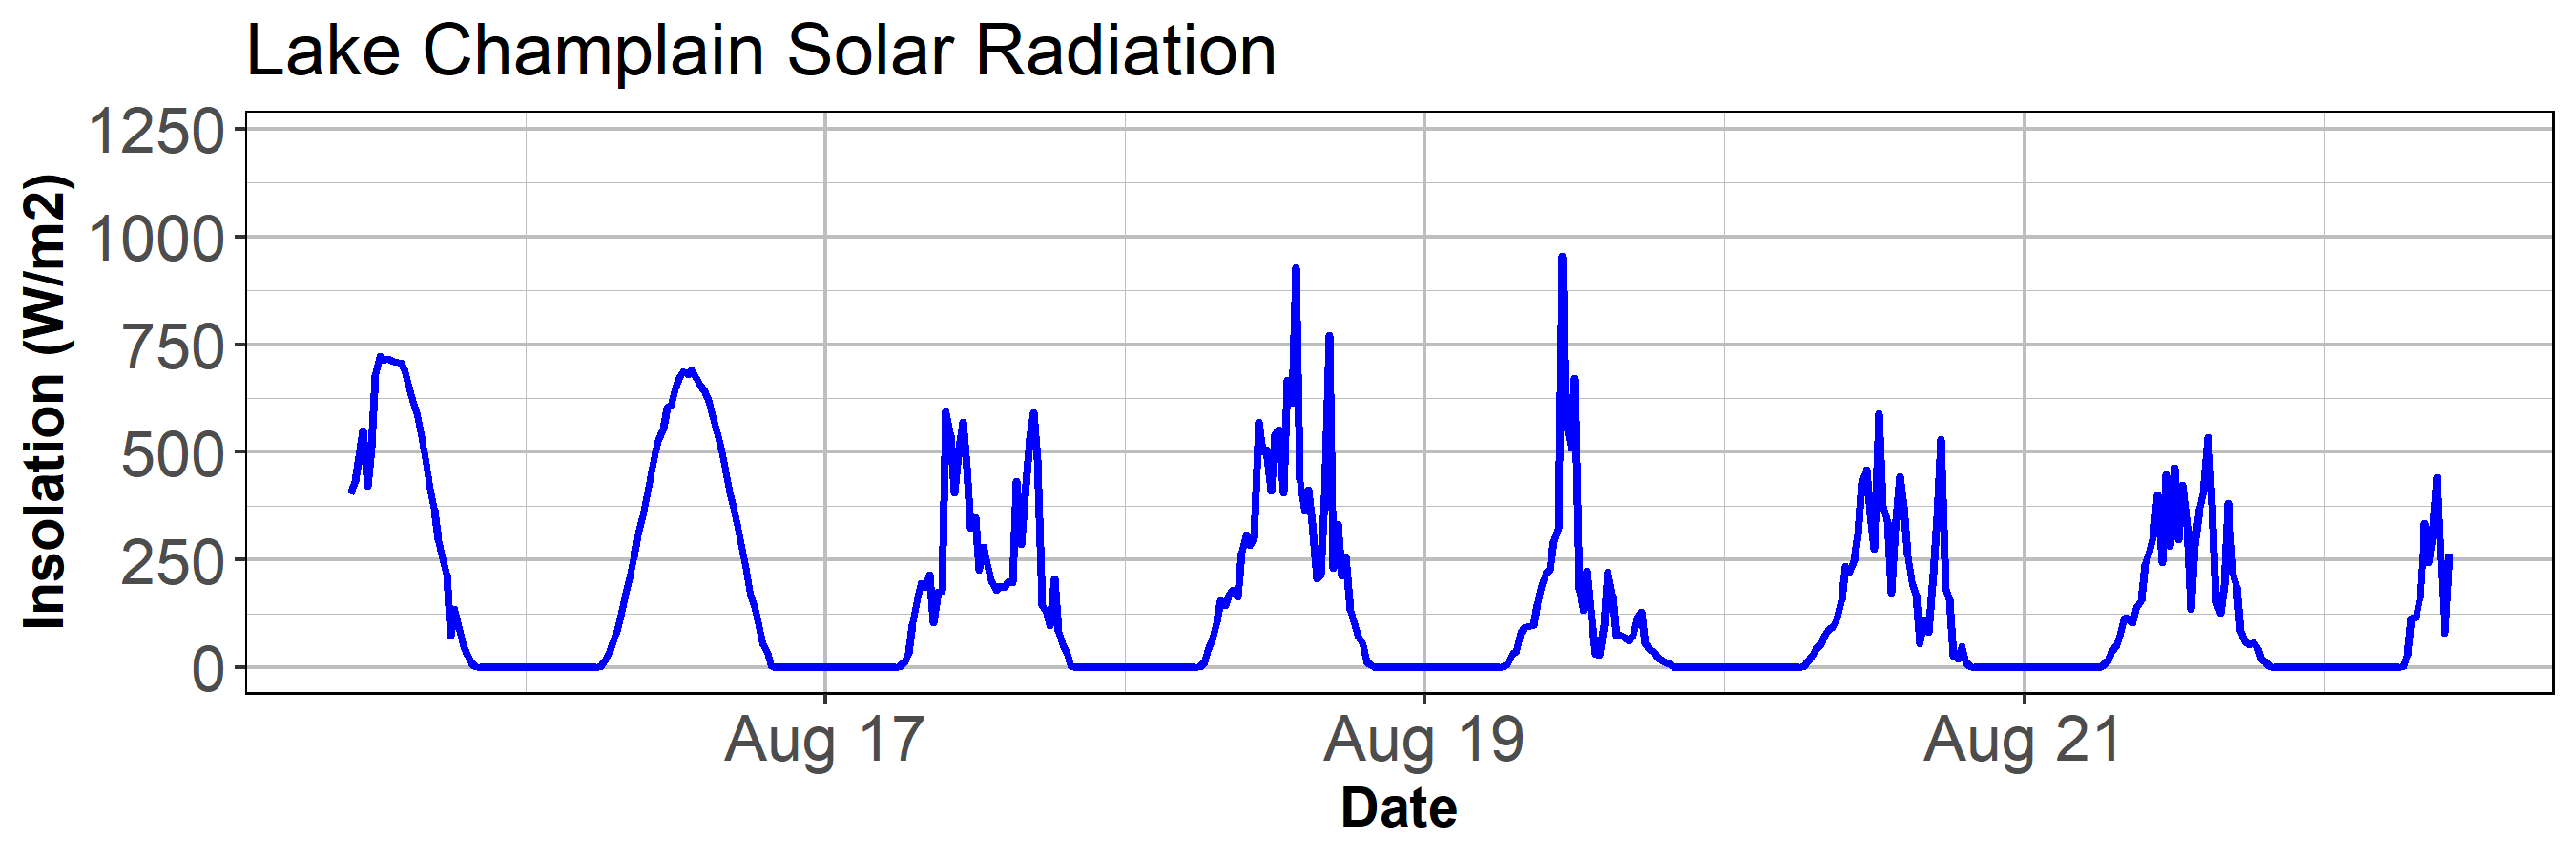 Lake Champlain Solar Radiation
1250
1000
750
500
250
0
Insolation (W/m2)
Aug 17
Aug 19
Aug 21
Date